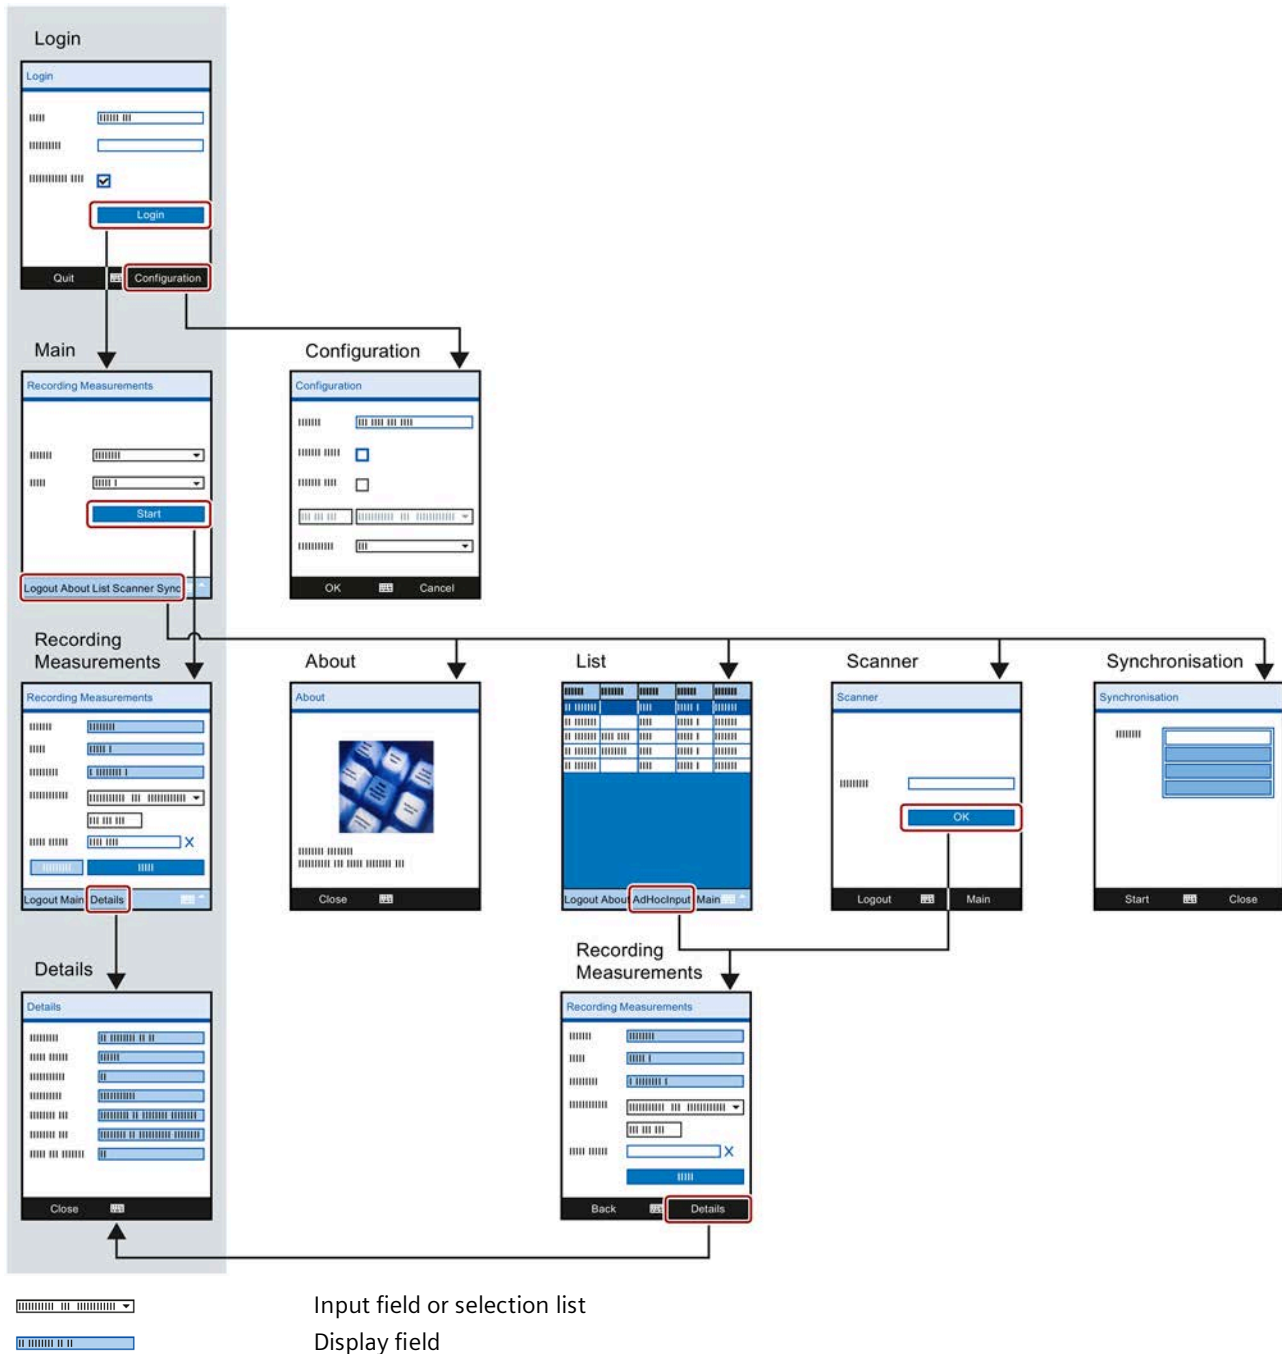 Login
Login
Login
Quit
Configuration
Main
Recording Measurements
Start
Logout About List Scanner Sync
Configuration
Configuration
OK
Cancel
Recording
Measurements
Recording Measurements
Logout Main Details
About
About
Close
List
Logout About AdHocInput Main
Scanner
Scanner
OK
Logout
Main
Synchronisation
Synchronisation
Start
Close
Details
Details
Close
Recording
Measurements
Recording Measurements
Back
Details
Input field or selection list
Display field